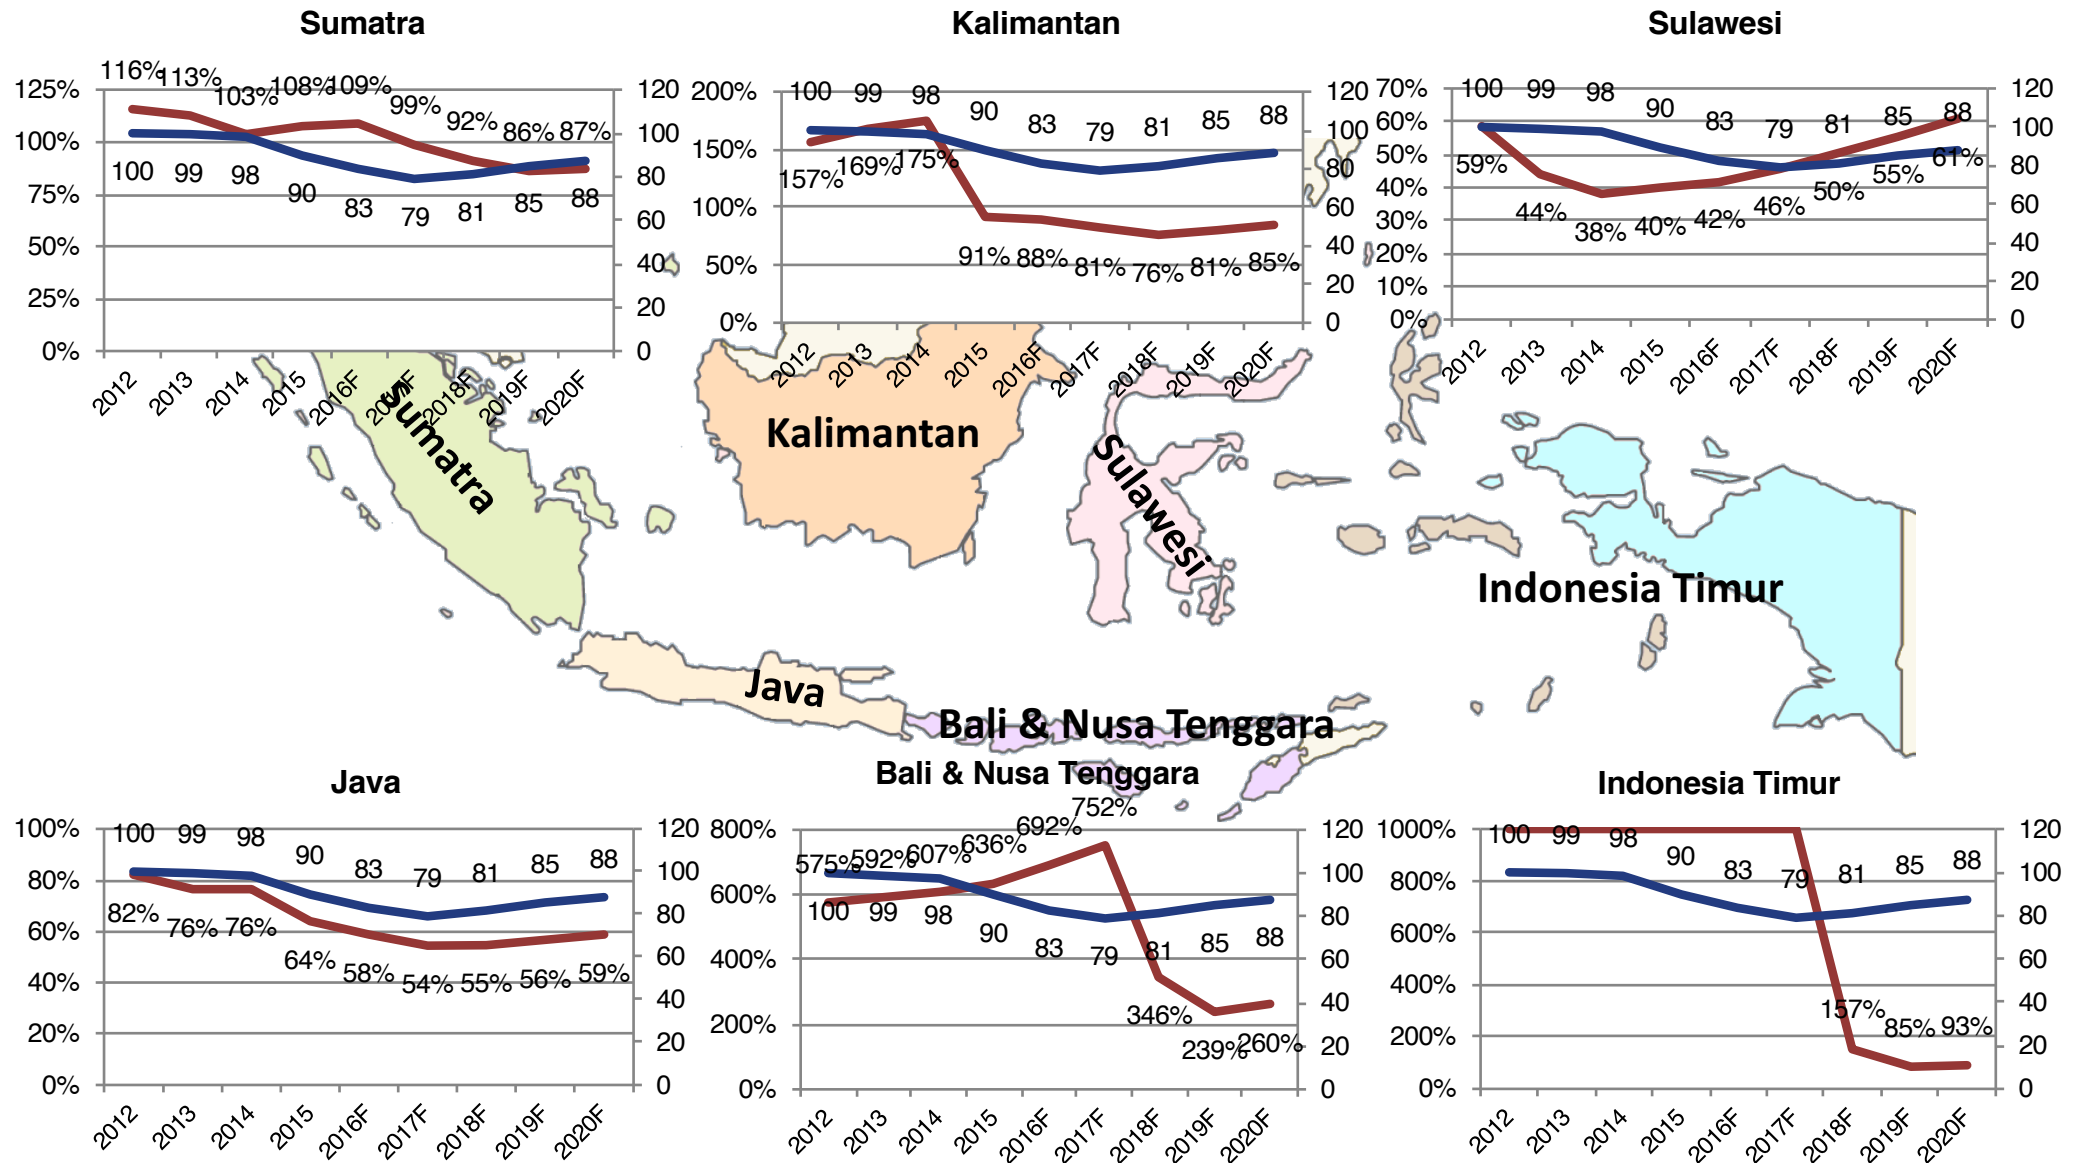 Sumatra
116% 113% 103% 108% 109% 99% 92% 86% 87%
100 99 98 90 83 79 81 85 88
125%
100%
75%
50%
25%
0%
120
100
80
60
40
20
0
2012 2013 2014 2015 2016F 2017F 2018F 2019F 2020F
Kalimantan
100 99 98 90 83 79 81 85 88
157% 169% 175% 91% 88% 81% 76% 81% 85%
200%
150%
100%
50%
0%
120
100
80
60
40
20
0
2012 2013 2014 2015 2016F 2017F 2018F 2019F 2020F
Sulawesi
100 99 98 90 83 79 81 85 88
59% 44% 38% 40% 42% 46% 50% 55% 61%
70%
60%
50%
40%
30%
20%
10%
0%
120
100
80
60
40
20
0
2012 2013 2014 2015 2016F 2017F 2018F 2019F 2020F
Sumatra
Kalimantan
Sulawesi
Indonesia Timur
Java
Bali & Nusa Tenggara
Java
100 99 98 90 83 79 81 85 88
82% 76% 76% 64% 58% 54% 55% 56% 59%
100%
80%
60%
40%
20%
0%
120
100
80
60
40
20
0
2012 2013 2014 2015 2016F 2017F 2018F 2019F 2020F
Bali & Nusa Tenggara
575% 592% 607% 636% 692% 752% 346% 239% 260%
100 99 98 90 83 79 81 85 88
800%
600%
400%
200%
0%
120
100
80
60
40
20
0
2012 2013 2014 2015 2016F 2017F 2018F 2019F 2020F
Indonesia Timur
100 99 98 90 83 79 81 85 88
157% 85% 93%
1000%
800%
600%
400%
200%
0%
120
100
80
60
40
20
0
2012 2013 2014 2015 2016F 2017F 2018F 2019F 2020F